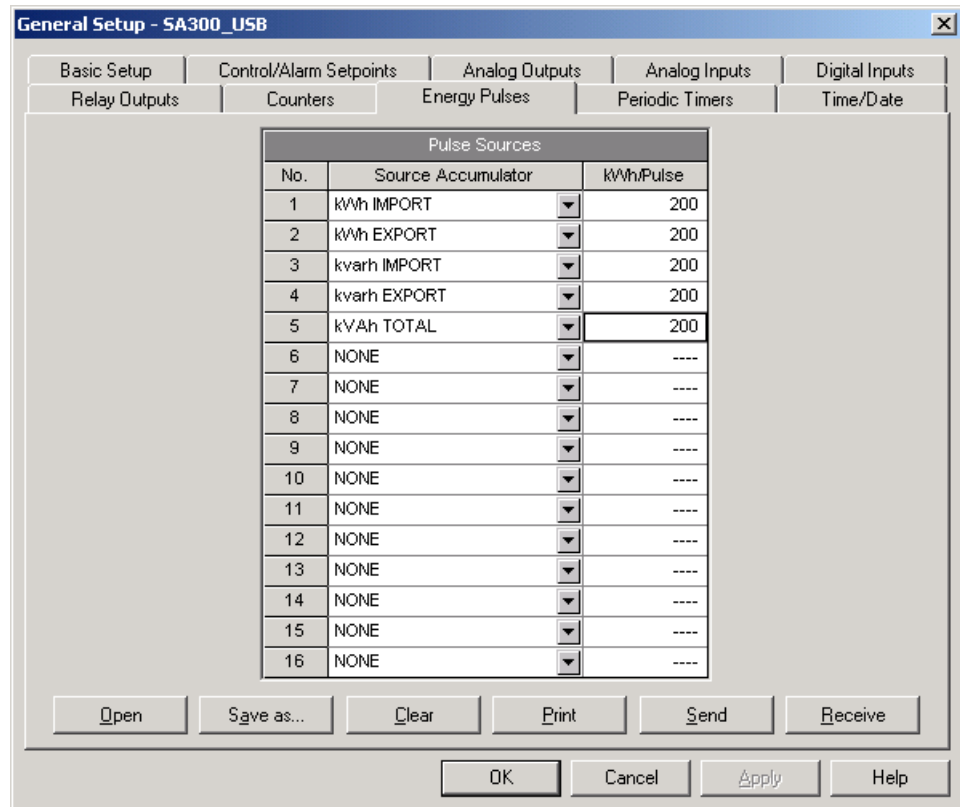 General Setup - SA300_USB
Basic Setup Control/Alarm Setpoints Analog Outputs Analog Inputs Digital Inputs
Relay Outputs Counters Energy Pulses Periodic Timers Time/Date
Pulse Sources
No. Source Accumulator kWh/Pulse
1 kWh IMPORT 200
2 kWh EXPORT 200
3 kvarh IMPORT 200
4 kvarh EXPORT 200
5 kVAh TOTAL 200
6 NONE ----
7 NONE ----
8 NONE ----
9 NONE ----
10 NONE ----
11 NONE ----
12 NONE ----
13 NONE ----
14 NONE ----
15 NONE ----
16 NONE ----
Open Save as... Clear Print Send Receive
OK Cancel Apply Help